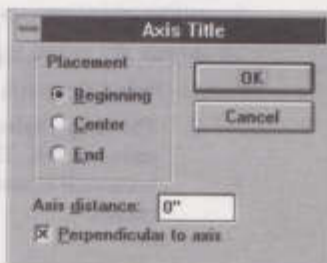 Axis Title
Placement
Beginning
Center
End
OK
Cancel
Axis distance: 0"
Perpendicular to axis